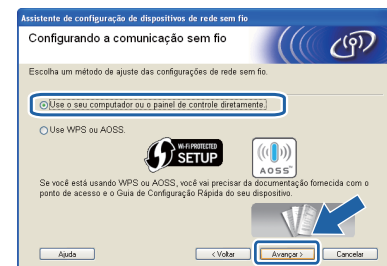 Assistente de configuração de dispositivos de rede sem fio
Configurando a comunicação sem fio
Escolha um método de ajuste das configurações de rede sem fio.
Use o seu computador ou o painel de controle diretamente.
Use WPS ou AOSS.
Wi-Fi PROTECTED
SETUP
AOSS™
Se você está usando WPS ou AOSS, você vai precisar da documentação fornecida com o
ponto de acesso e o Guia de Configuração Rápida do seu dispositivo.
Ajuda
< Voltar
Avançar >
Cancelar